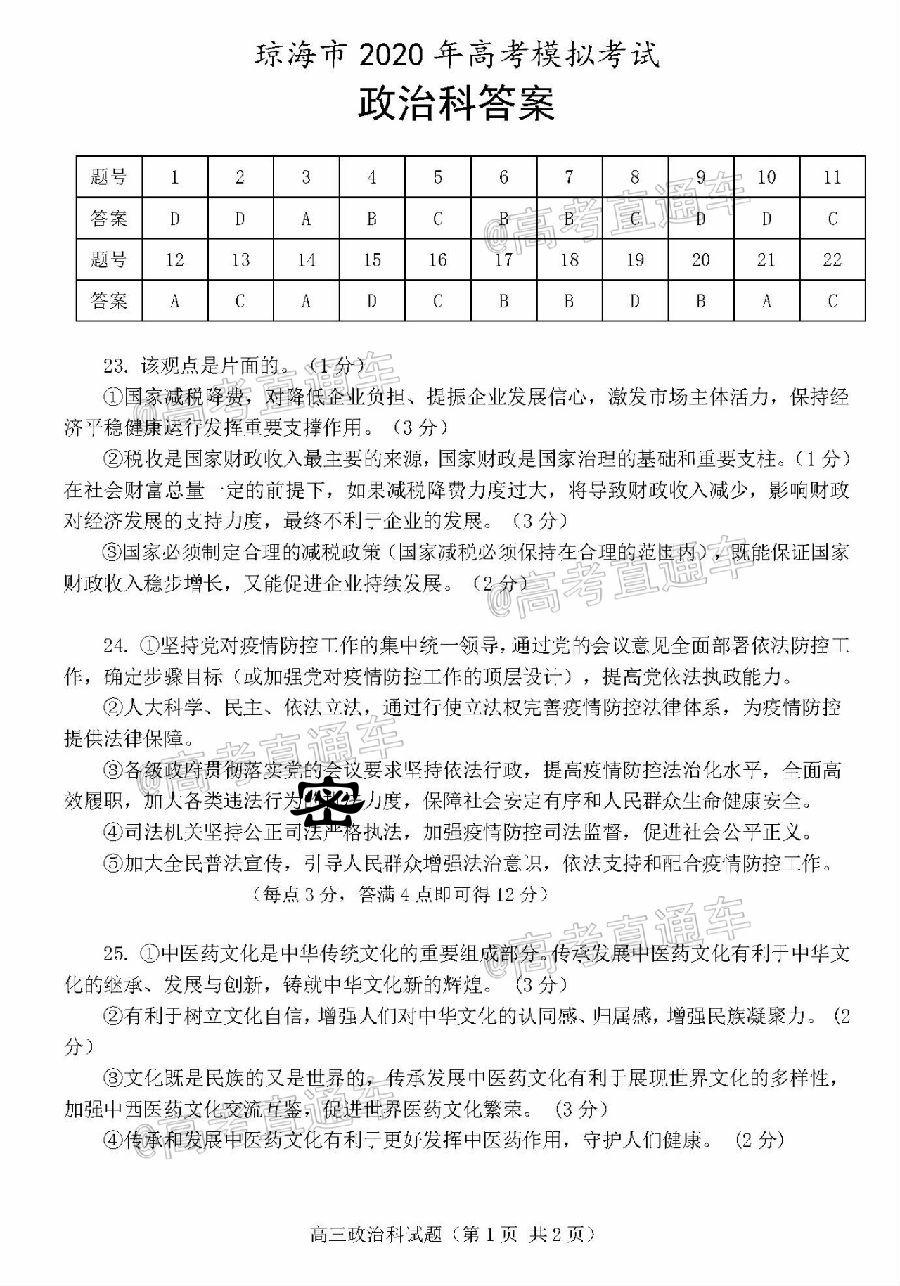 琼海市 2020 年高考模拟考试
政治科答案
题号 1 2 3 4 5 6 7 8 9 10 11
答案 D D A B C B B C D D C
题号 12 13 14 15 16 17 18 19 20 21 22
答案 A C A D C B B D B A C
@高考直通车
23. 该观点是片面的。（1 分）
①国家减税降费，对降低企业负担、提振企业发展信心，激发市场主体活力，保持经
济平稳健康运行发挥重要支撑作用。（3 分）
@高考直通车
②税收是国家财政收入最主要的来源，国家财政是国家治理的基础和重要支柱。（1 分）
在社会财富总量一定的前提下，如果减税降费力度过大，将导致财政收入减少，影响财政
对经济发展的支持力度，最终不利于企业的发展。（3 分）
③国家必须制定合理的减税政策（国家减税必须保持在合理的范围内），既能保证国家
财政收入稳步增长，又能促进企业持续发展。（2 分）
@高考直通车
24. ①坚持党对疫情防控工作的集中统一领导，通过党的会议意见全面部署依法防控工
作，确定步骤目标（或加强党对疫情防控工作的顶层设计），提高党依法执政能力。
②人大科学、民主、依法立法，通过行使立法权完善疫情防控法律体系，为疫情防控
提供法律保障。
@高考直通车
③各级政府贯彻落实党的会议要求坚持依法行政，提高疫情防控法治化水平，全面高
效履职，加大各类违法行为 力度，保障社会安定有序和人民群众生命健康安全。
密
④司法机关坚持公正司法严格执法，加强疫情防控司法监督，促进社会公平正义。
⑤加大全民普法宣传，引导人民群众增强法治意识，依法支持和配合疫情防控工作。
（每点 3 分，答满 4 点即可得 12 分）
@高考直通车
25. ①中医药文化是中华传统文化的重要组成部分。传承发展中医药文化有利于中华文
化的继承、发展与创新，铸就中华文化新的辉煌。（3 分）
②有利于树立文化自信，增强人们对中华文化的认同感、归属感，增强民族凝聚力。（2
分）
③文化既是民族的又是世界的，传承发展中医药文化有利于展现世界文化的多样性，
加强中西医药文化交流互鉴，促进世界医药文化繁荣。（3 分）
@高考直通车
④传承和发展中医药文化有利于更好发挥中医药作用，守护人们健康。（2 分）
高三政治科试题（第 1 页 共 2 页）